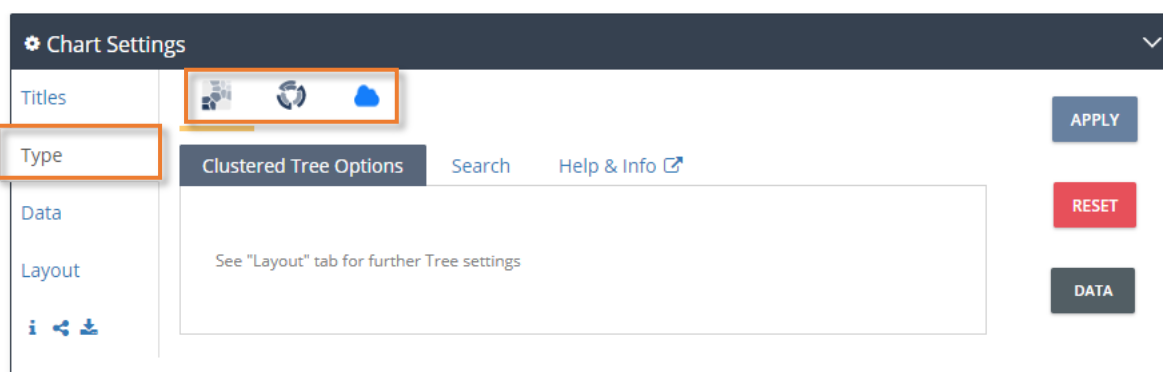 Chart Settings
Titles
Type
Data
Layout
Clustered Tree Options
Search
Help & Info
See "Layout" tab for further Tree settings
APPLY
RESET
DATA